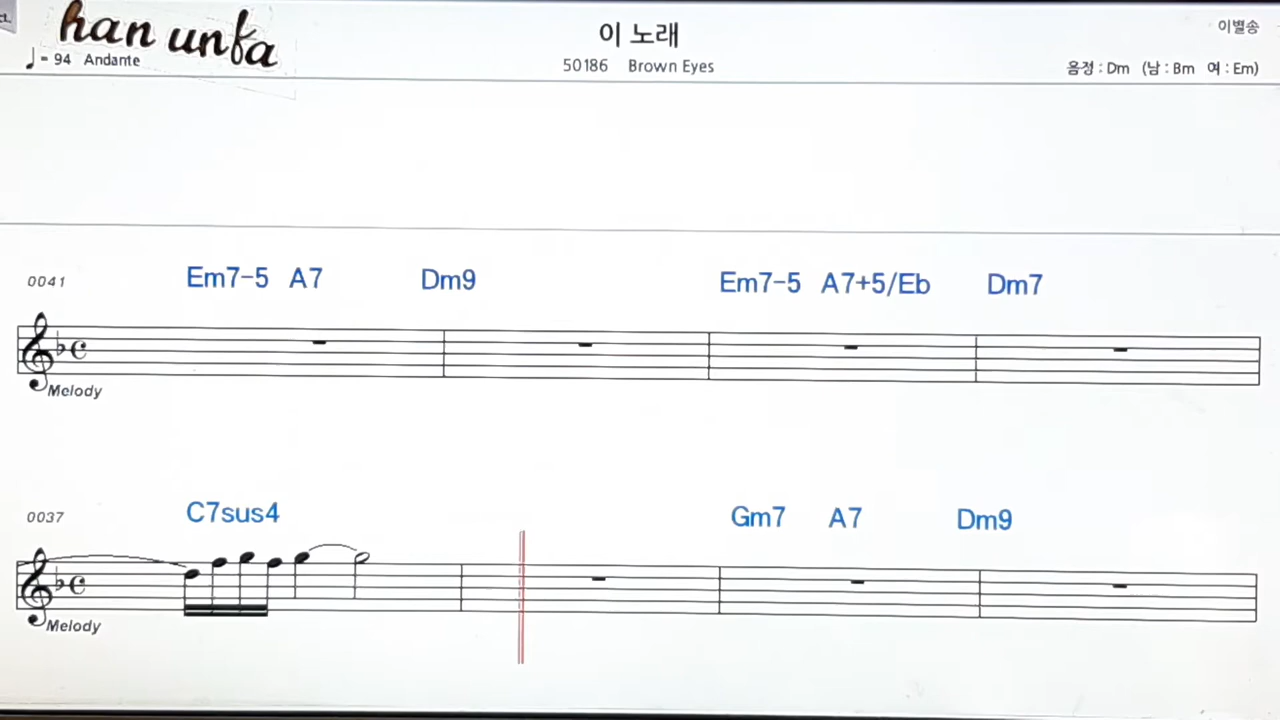 han unfa
이 노래
이별송
♩= 94 Andante
50186 Brown Eyes
음정 : Dm (남 : Bm 여 : Em)
0041 Em7-5 A7 Dm9 Em7-5 A7+5/Eb Dm7
Melody
0037 C7sus4 Gm7 A7 Dm9
Melody